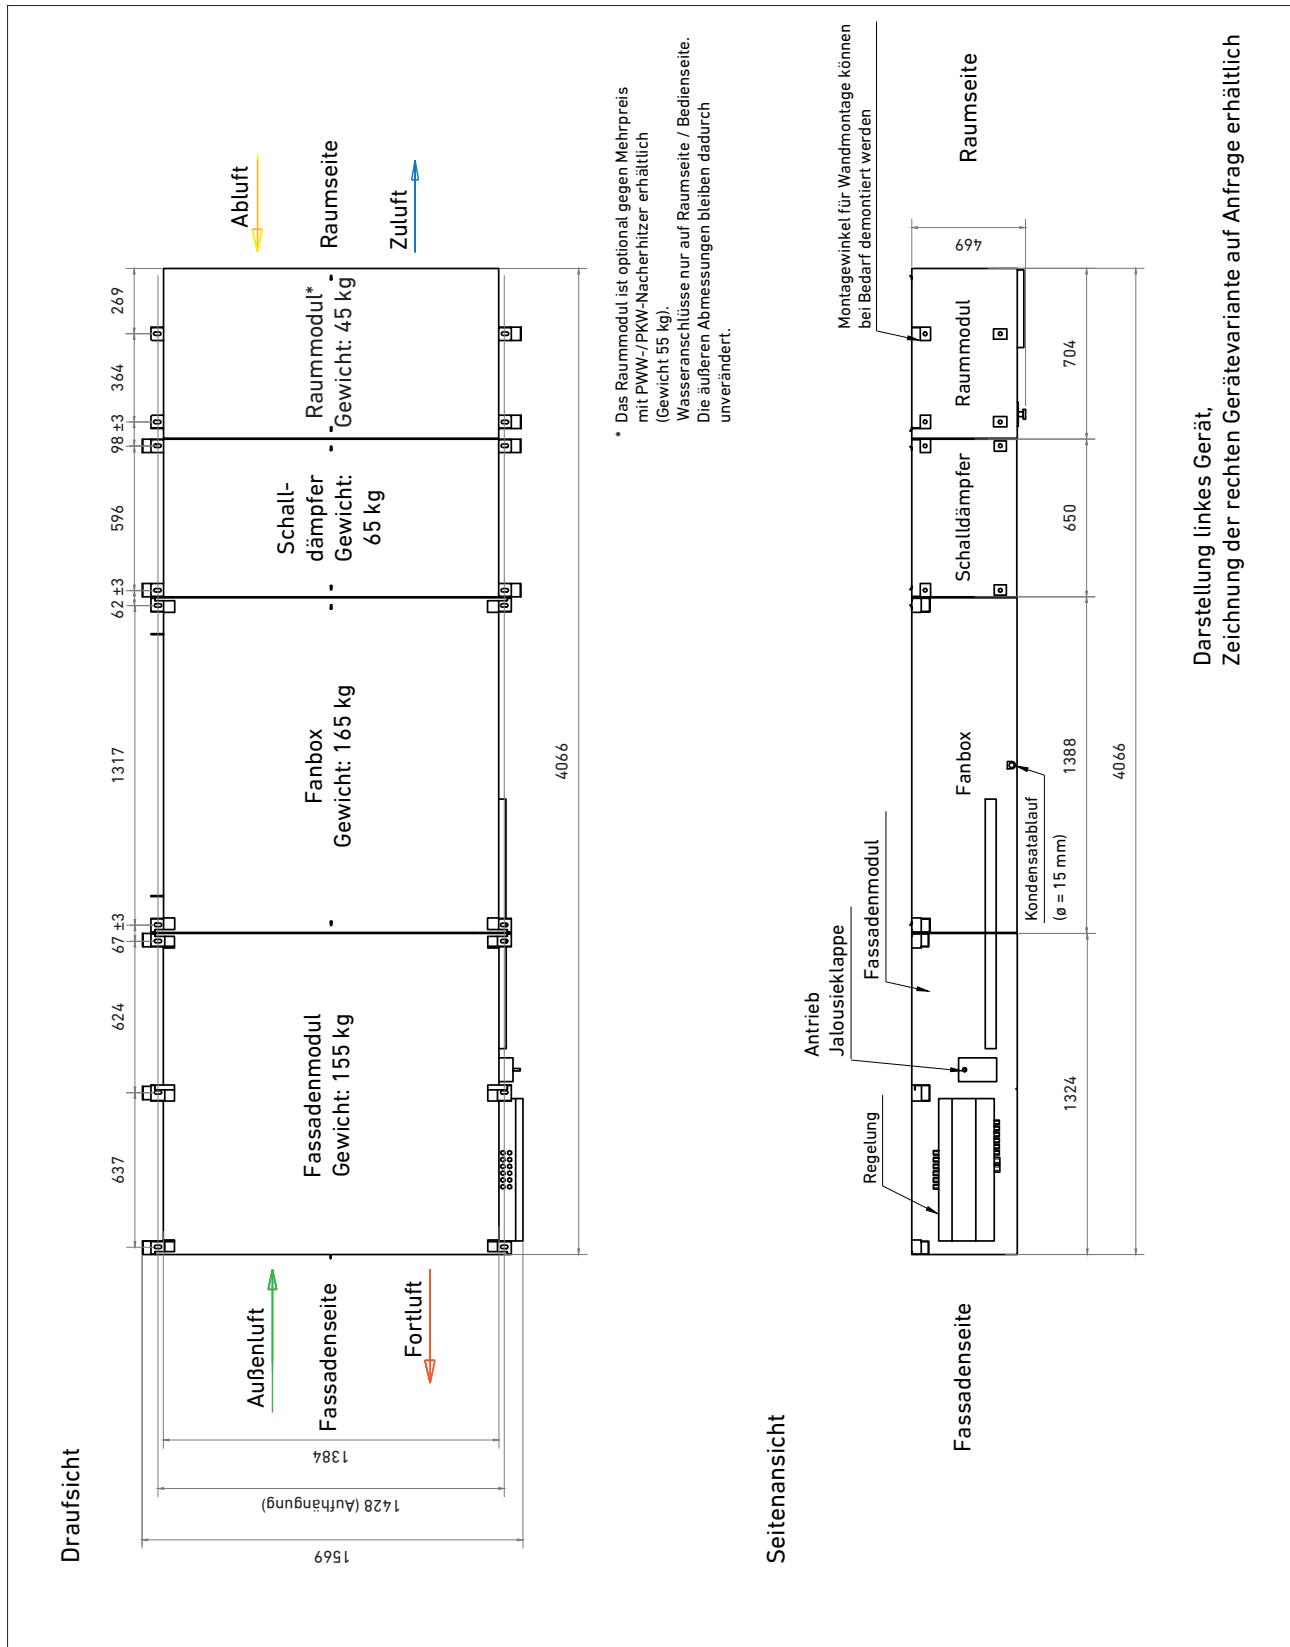 Draufsicht
269
364
98 ±3
596
62 ±3
1317
67 ±3
624
637
Abluft
Raumseite
Zuluft
Raummodul*
Gewicht: 45 kg
Schall-
dämpfer
Gewicht:
65 kg
Fanbox
Gewicht: 165 kg
Fassadenmodul
Gewicht: 155 kg
Außenluft
Fassadenseite
Fortluft
4066
1384
1428 (Aufhängung)
1569
* Das Raummodul ist optional gegen Mehrpreis
mit PWW-/PKW-Nacherhitzer erhältlich
(Gewicht 55 kg).
Wasseranschlüsse nur auf Raumseite / Bedienseite.
Die äußeren Abmessungen bleiben dadurch
unverändert.
Seitenansicht
Montagewinkel für Wandmontage können
bei Bedarf demontiert werden
Raumseite
469
Raummodul
Schalldämpfer
Fanbox
Fassadenmodul
Antrieb
Jalousieklappe
Regelung
Kondensatablauf
(ø = 15 mm)
Fassadenseite
704
650
1388
1324
4066
Darstellung linkes Gerät,
Zeichnung der rechten Gerätevariante auf Anfrage erhältlich